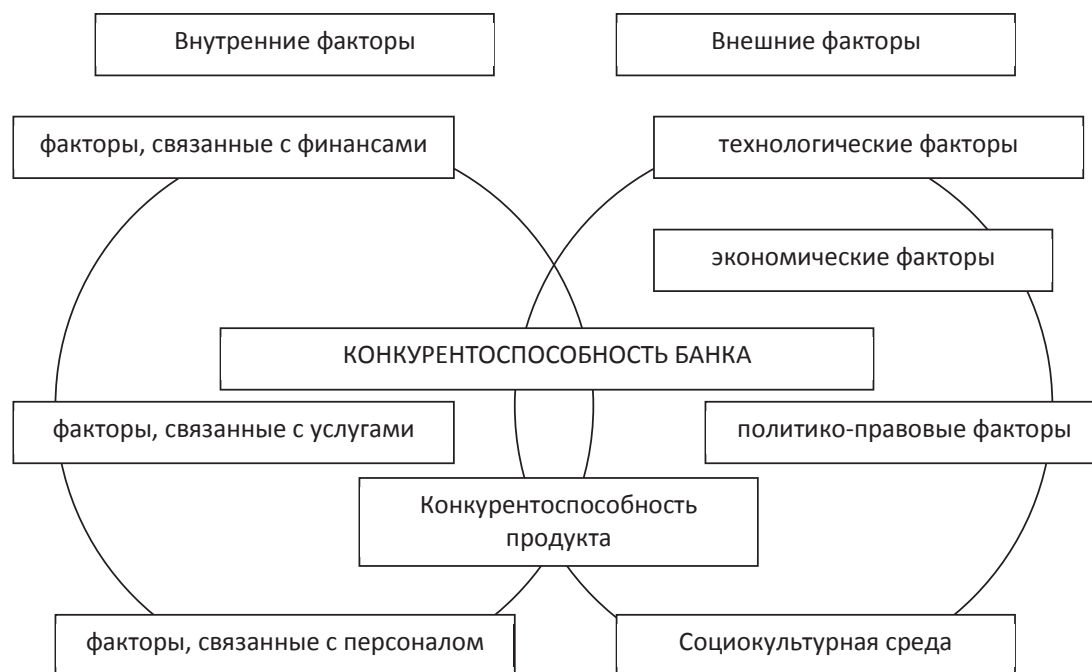 Внутренние факторы
Внешние факторы
факторы, связанные с финансами
технологические факторы
экономические факторы
КОНКУРЕНТОСПОСОБНОСТЬ БАНКА
факторы, связанные с услугами
политико-правовые факторы
Конкурентоспособность
продукта
факторы, связанные с персоналом
Социокультурная среда